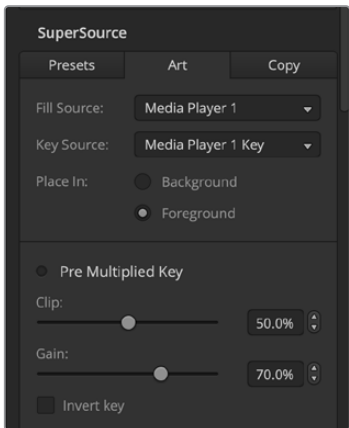 SuperSource
Presets Art Copy
Fill Source: Media Player 1
Key Source: Media Player 1 Key
Place In: Background
Foreground
Pre Multiplied Key
Clip:
50.0%
Gain:
70.0%
Invert key